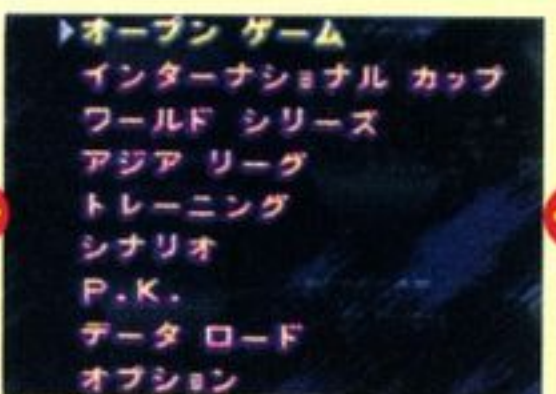 オープン ゲーム
インターナショナル カップ
ワールド シリーズ
アジア リーグ
トレーニング
シナリオ
P.K.
データ ロード
オプション